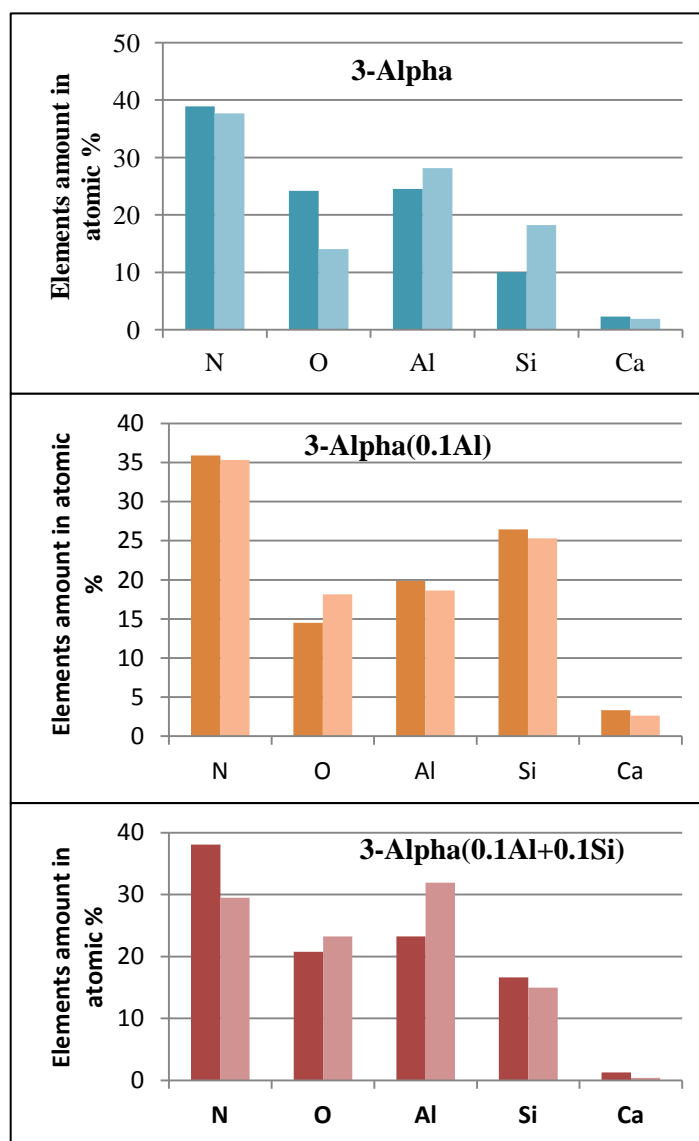 3-Alpha
Elements amount in
atomic %
50
40
30
20
10
0
N O Al Si Ca
3-Alpha(0.1Al)
Elements amount in atomic
%
40
35
30
25
20
15
10
5
0
N O Al Si Ca
3-Alpha(0.1Al+0.1Si)
Elements amount in
atomic %
40
30
20
10
0
N O Al Si Ca